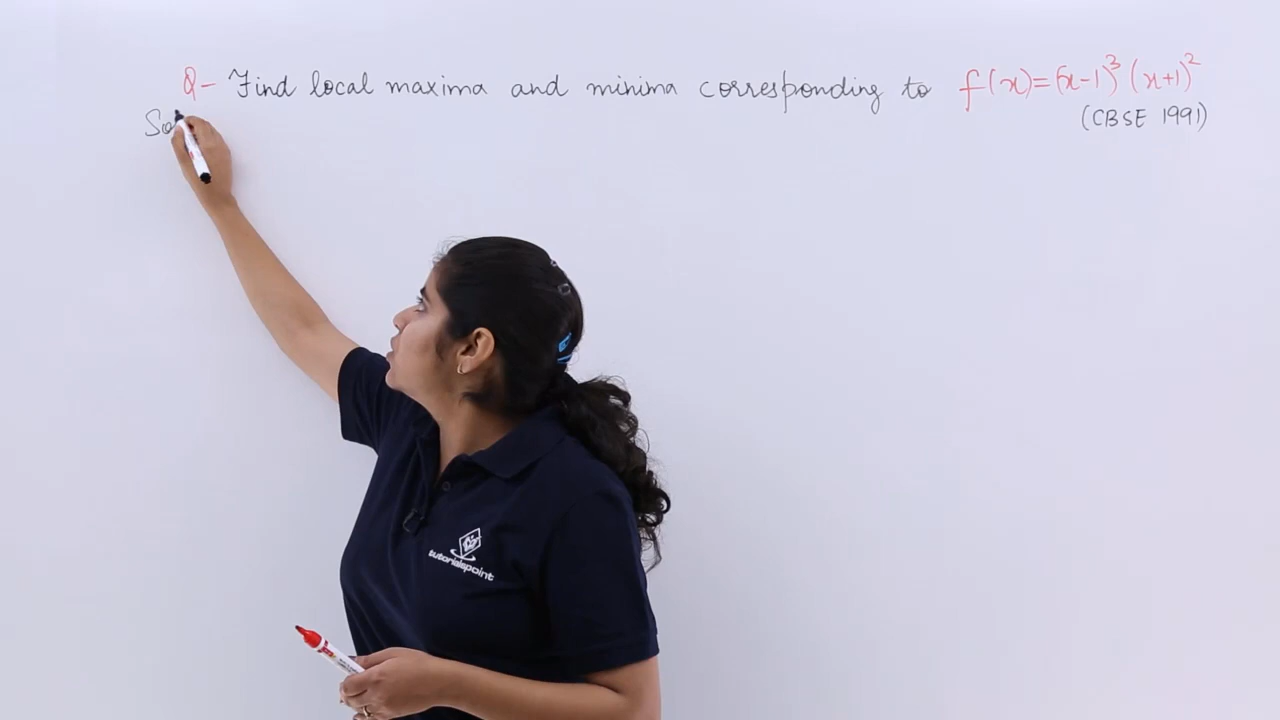 Q- Find local maxima and minima corresponding to f(x)=(x-1)³ (x+1)²
(CBSE 1991)
So
tutorialspoint